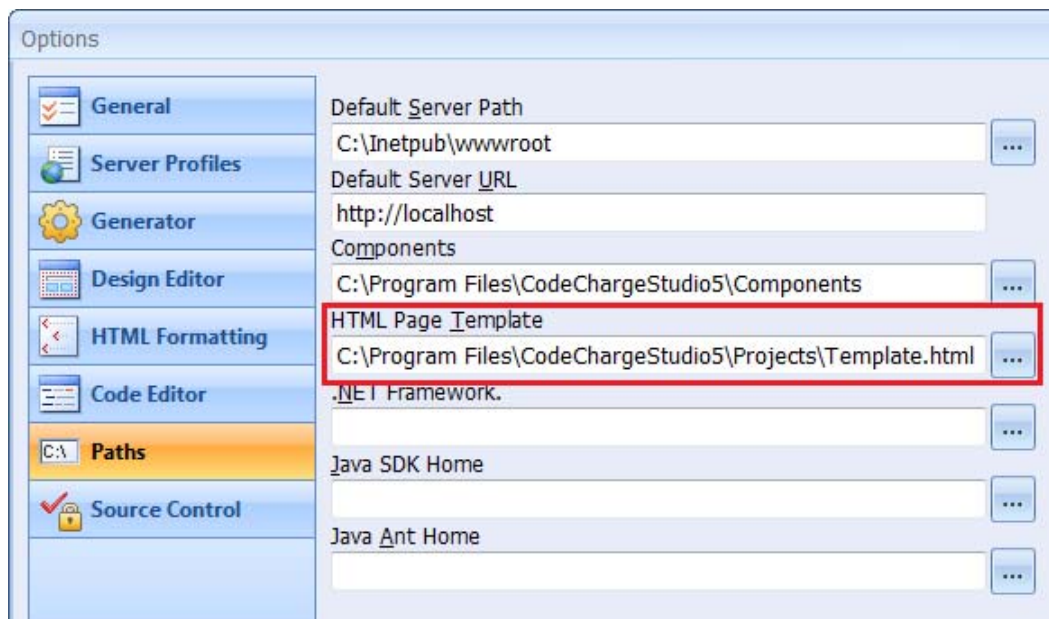 Options
General
Server Profiles
Generator
Design Editor
HTML Formatting
Code Editor
C:\ Paths
Source Control
Default Server Path
C:\Inetpub\wwwroot
...
Default Server URL
http://localhost
Components
C:\Program Files\CodeChargeStudio5\Components
...
HTML Page Template
C:\Program Files\CodeChargeStudio5\Projects\Template.html
...
.NET Framework.
...
Java SDK Home
...
Java Ant Home
...